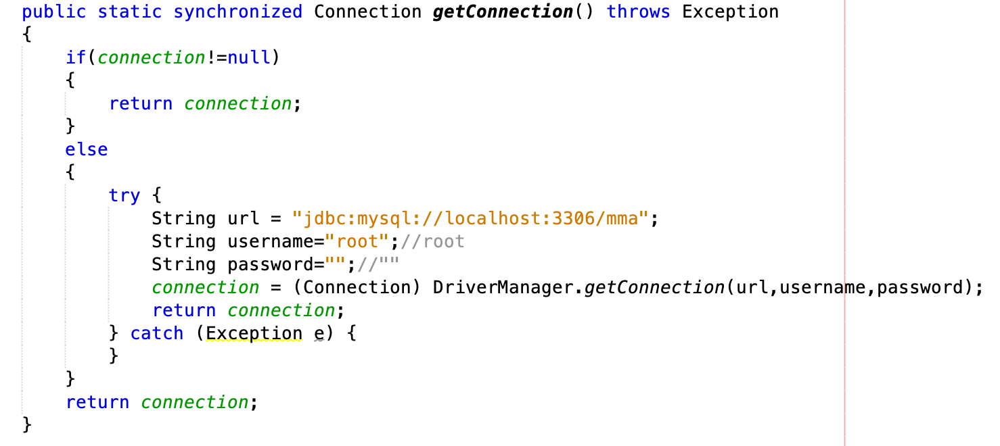 public static synchronized Connection getConnection() throws Exception
{
    if(connection!=null)
    {
        return connection;
    }
    else
    {
        try {
            String url = "jdbc:mysql://localhost:3306/mma";
            String username="root";//root
            String password="";//""
            connection = (Connection) DriverManager.getConnection(url,username,password);
            return connection;
        } catch (Exception e) {
        }
    }
    return connection;
}